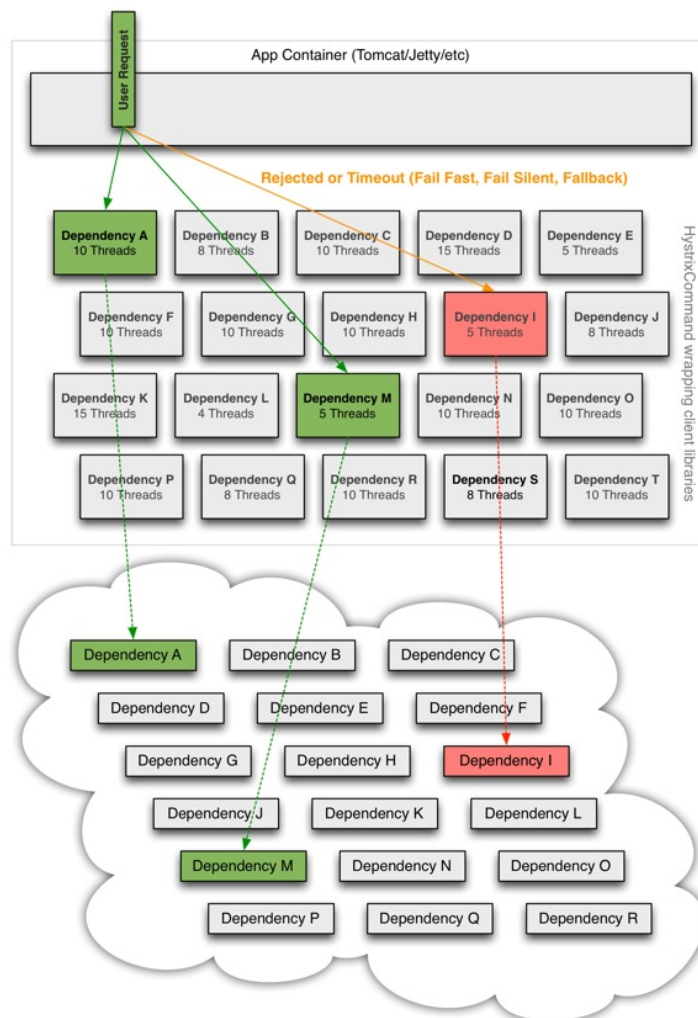 User Request
App Container (Tomcat/Jetty/etc)
Rejected or Timeout (Fail Fast, Fail Silent, Fallback)
Dependency A
10 Threads
Dependency B
8 Threads
Dependency C
10 Threads
Dependency D
15 Threads
Dependency E
5 Threads
Dependency F
10 Threads
Dependency G
10 Threads
Dependency H
10 Threads
Dependency I
5 Threads
Dependency J
8 Threads
Dependency K
15 Threads
Dependency L
4 Threads
Dependency M
5 Threads
Dependency N
10 Threads
Dependency O
10 Threads
Dependency P
10 Threads
Dependency Q
8 Threads
Dependency R
10 Threads
Dependency S
8 Threads
Dependency T
10 Threads
HystrixCommand wrapping client libraries
Dependency A
Dependency B
Dependency C
Dependency D
Dependency E
Dependency F
Dependency G
Dependency H
Dependency I
Dependency J
Dependency K
Dependency L
Dependency M
Dependency N
Dependency O
Dependency P
Dependency Q
Dependency R